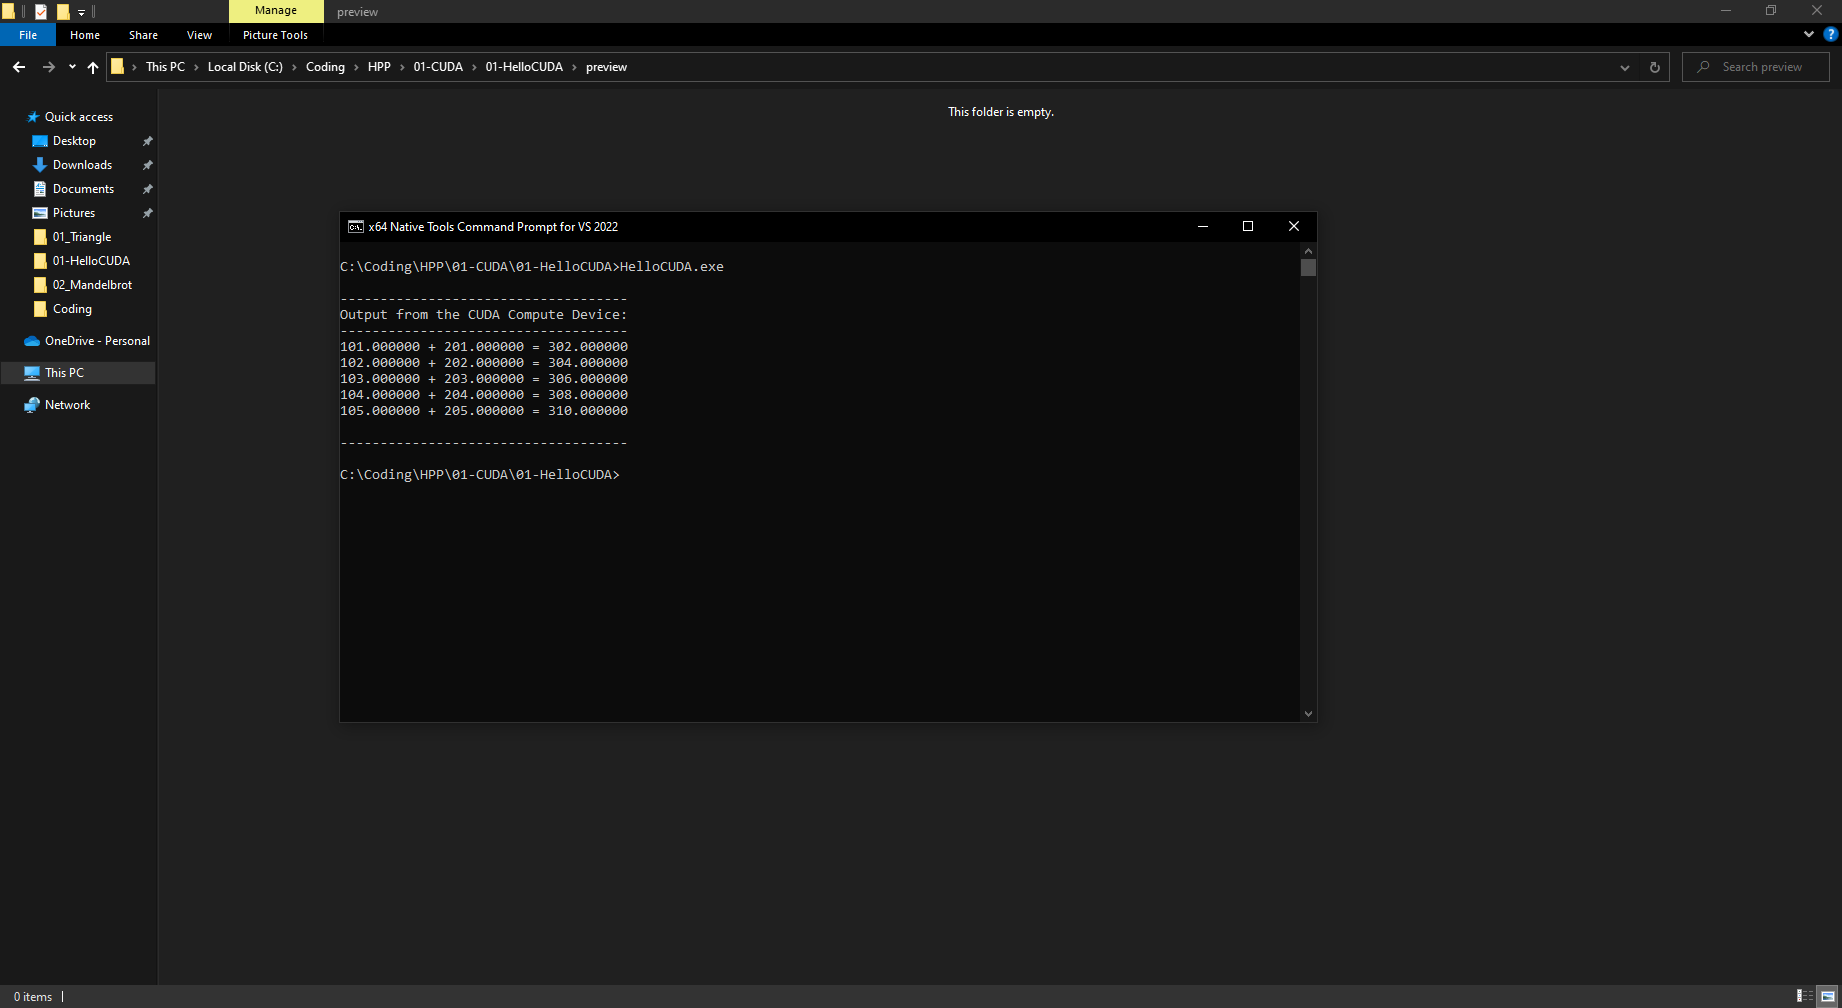 Manage
preview
File
Home
Share
View
Picture Tools
This PC
Local Disk (C:)
Coding
HPP
01-CUDA
01-HelloCUDA
preview
Search preview
Quick access
Desktop
Downloads
Documents
Pictures
01_Triangle
01-HelloCUDA
02_Mandelbrot
Coding
OneDrive - Personal
This PC
Network
This folder is empty.
x64 Native Tools Command Prompt for VS 2022
C:\Coding\HPP\01-CUDA\01-HelloCUDA>HelloCUDA.exe
------------------------------------
Output from the CUDA Compute Device:
------------------------------------
101.000000 + 201.000000 = 302.000000
102.000000 + 202.000000 = 304.000000
103.000000 + 203.000000 = 306.000000
104.000000 + 204.000000 = 308.000000
105.000000 + 205.000000 = 310.000000
------------------------------------
C:\Coding\HPP\01-CUDA\01-HelloCUDA>
0 items